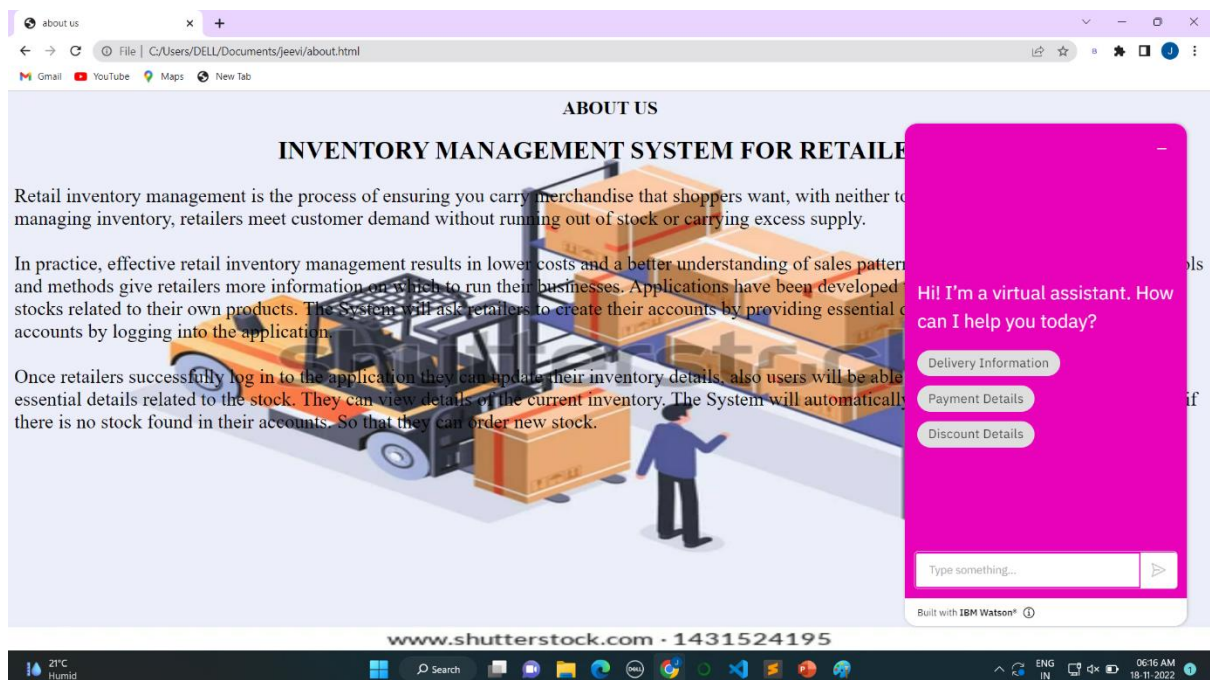 about us
File | C:/Users/DELL/Documents/jeevi/about.html
Gmail YouTube Maps New Tab
ABOUT US
INVENTORY MANAGEMENT SYSTEM FOR RETAILE
Retail inventory management is the process of ensuring you carry merchandise that shoppers want, with neither to
managing inventory, retailers meet customer demand without running out of stock or carrying excess supply.
In practice, effective retail inventory management results in lower costs and a better understanding of sales patter ls
and methods give retailers more information on which to run their businesses. Applications have been developed
stocks related to their own products. The System will ask retailers to create their accounts by providing essential
accounts by logging into the application.
Once retailers successfully log in to the application they can update their inventory details, also users will be able
essential details related to the stock. They can view details of the current inventory. The System will automatically if
there is no stock found in their accounts. So that they can order new stock.
Hi! I'm a virtual assistant. How
can I help you today?
Delivery Information
Payment Details
Discount Details
Type something...
Built with IBM Watson®
www.shutterstock.com · 1431524195
21°C
Humid
Search
DELL
ENG
IN
06:16 AM
18-11-2022
1